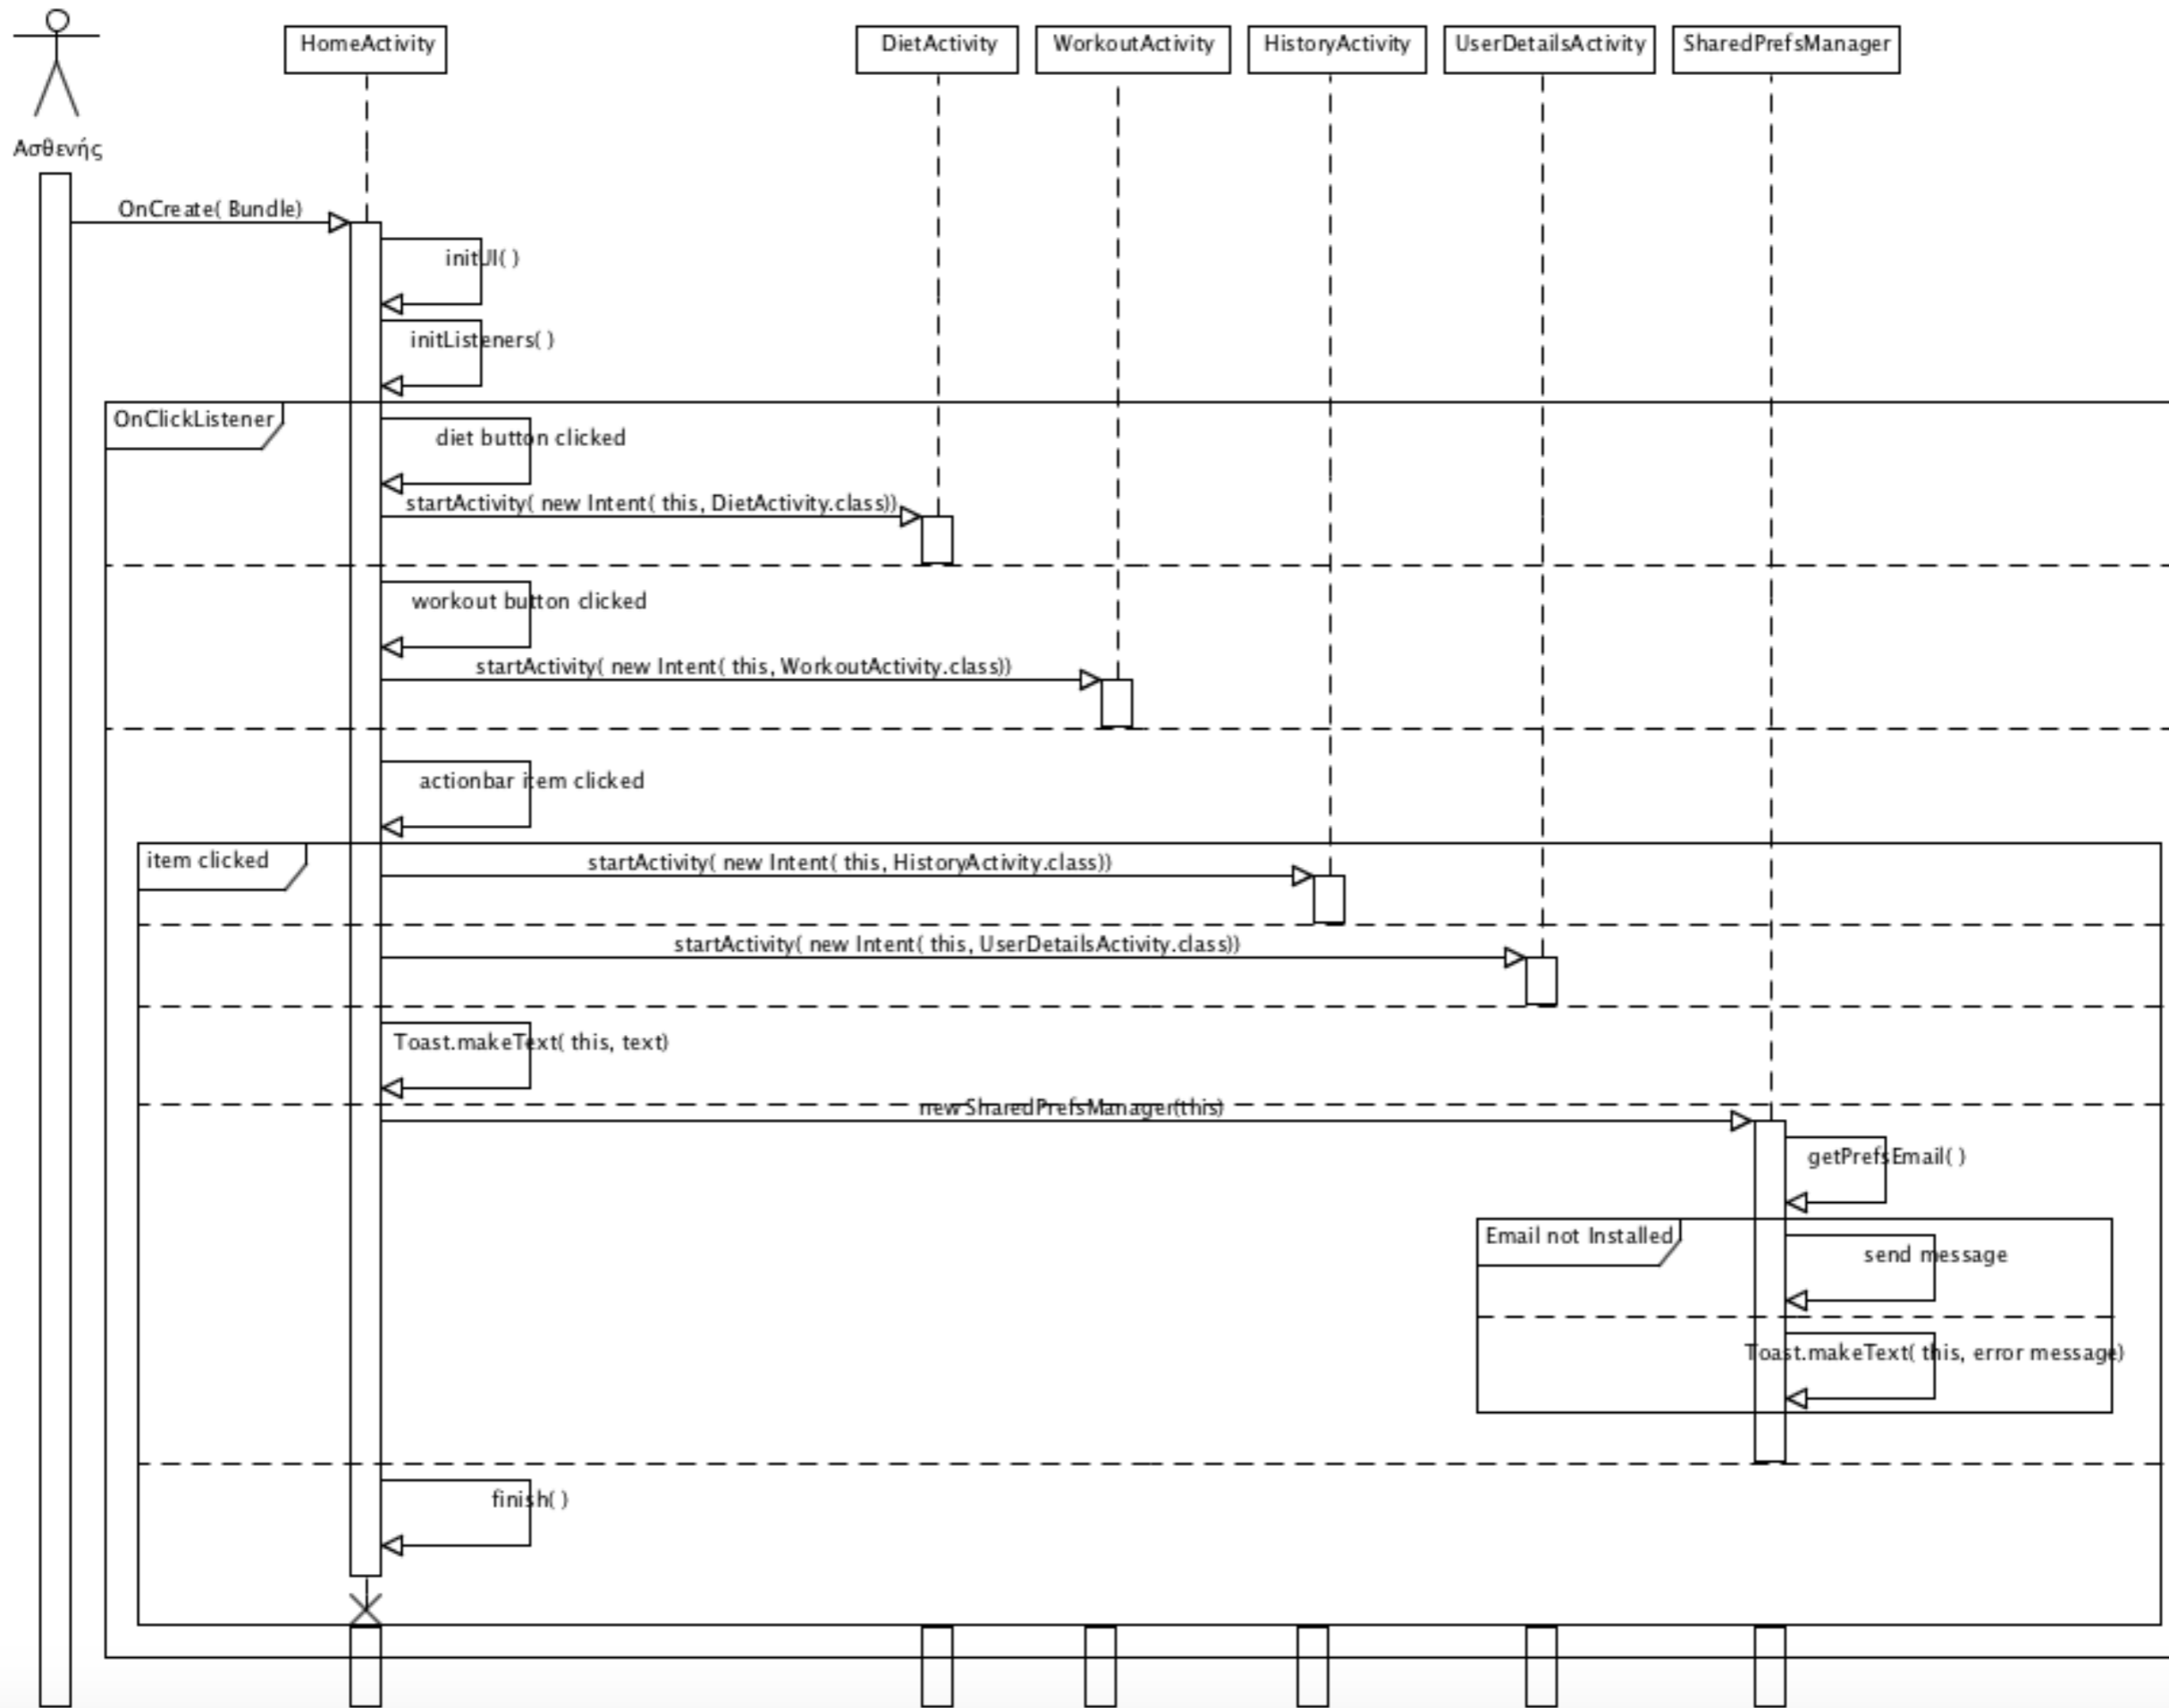 HomeActivity
DietActivity
WorkoutActivity
HistoryActivity
UserDetailsActivity
SharedPrefsManager
Ασθενής
OnCreate( Bundle)
initUI( )
initListeners( )
OnClickListener
diet button clicked
startActivity( new Intent( this, DietActivity.class))
workout button clicked
startActivity( new Intent( this, WorkoutActivity.class))
actionbar item clicked
item clicked
startActivity( new Intent( this, HistoryActivity.class))
startActivity( new Intent( this, UserDetailsActivity.class))
Toast.makeText( this, text)
new SharedPrefsManager(this)
getPrefsEmail( )
Email not Installed
send message
Toast.makeText( this, error message)
finish( )